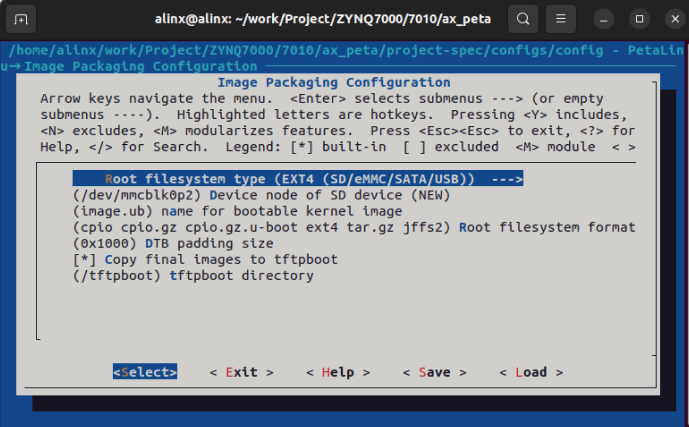 alinx@alinx: ~/work/Project/ZYNQ7000/7010/ax_peta
/home/alinx/work/Project/ZYNQ7000/7010/ax_peta/project-spec/configs/config - PetaLin
u→Image Packaging Configuration
Image Packaging Configuration
Arrow keys navigate the menu.  <Enter> selects submenus ---> (or empty
submenus ----).  Highlighted letters are hotkeys.  Pressing <Y> includes,
<N> excludes, <M> modularizes features.  Press <Esc><Esc> to exit, <?> for
Help, </> for Search.  Legend: [*] built-in  [ ] excluded  <M> module  < >
Root filesystem type (EXT4 (SD/eMMC/SATA/USB))  --->
(/dev/mmcblk0p2) Device node of SD device (NEW)
(image.ub) name for bootable kernel image
(cpio cpio.gz cpio.gz.u-boot ext4 tar.gz jffs2) Root filesystem format
(0x1000) DTB padding size
[*] Copy final images to tftpboot
(/tftpboot) tftpboot directory
<Select>    < Exit >    < Help >    < Save >    < Load >